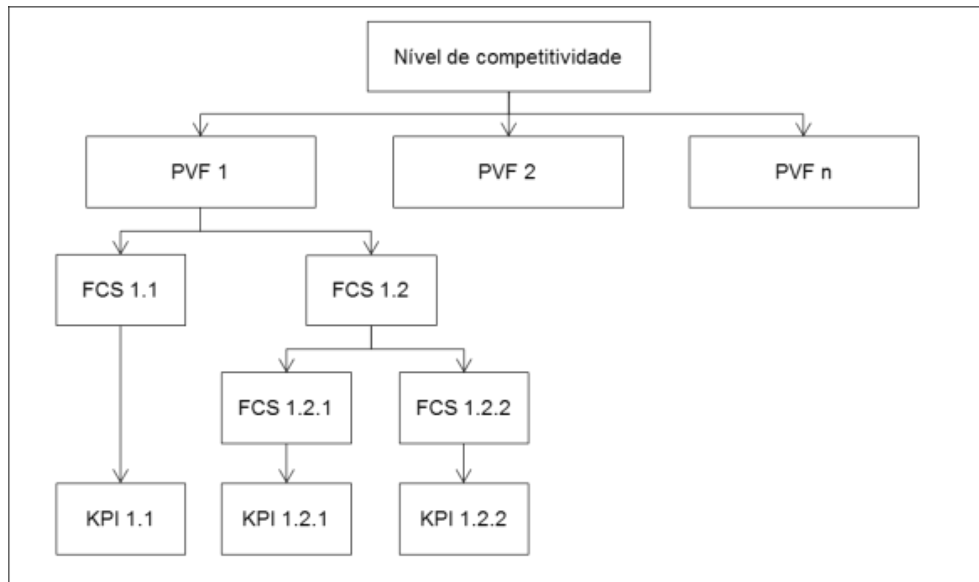 Nível de competitividade
PVF 1
PVF 2
PVF n
FCS 1.1
FCS 1.2
FCS 1.2.1
FCS 1.2.2
KPI 1.1
KPI 1.2.1
KPI 1.2.2